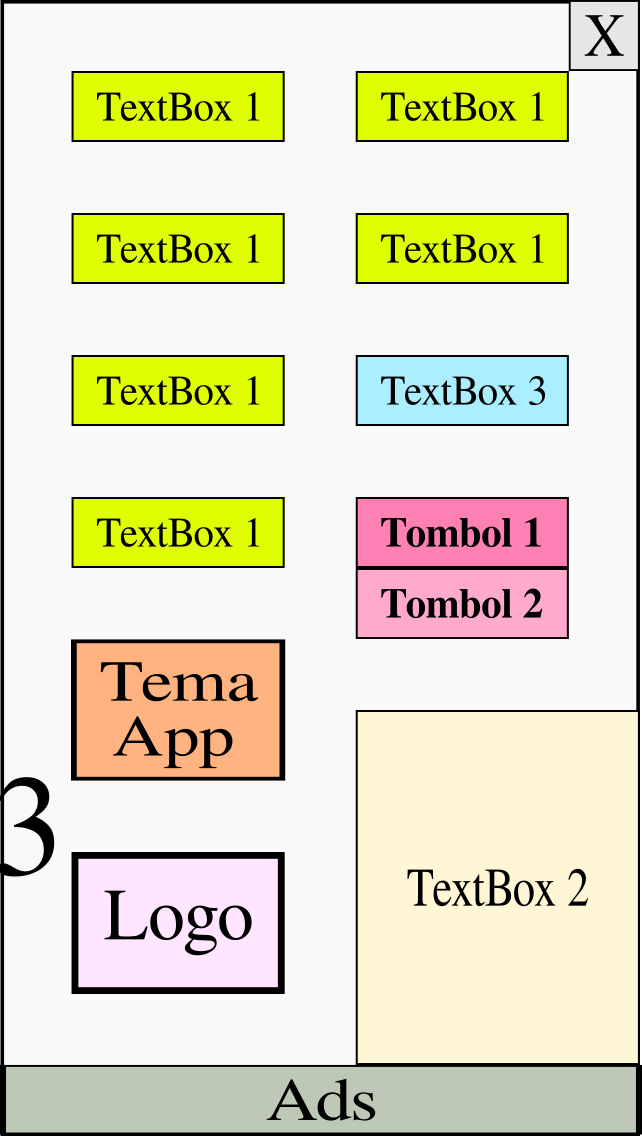 X
TextBox 1
TextBox 1
TextBox 1
TextBox 1
TextBox 1
TextBox 3
TextBox 1
Tombol 1
Tombol 2
Tema
App
3
Logo
TextBox 2
Ads